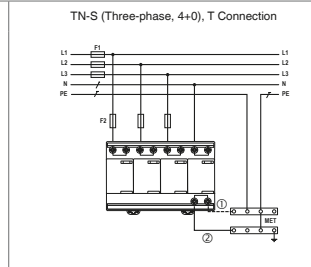 TN-S (Three-phase, 4+0), T Connection
F1
L1 L1
L2 L2
L3 L3
N N
PE PE
F2
①
MET
②